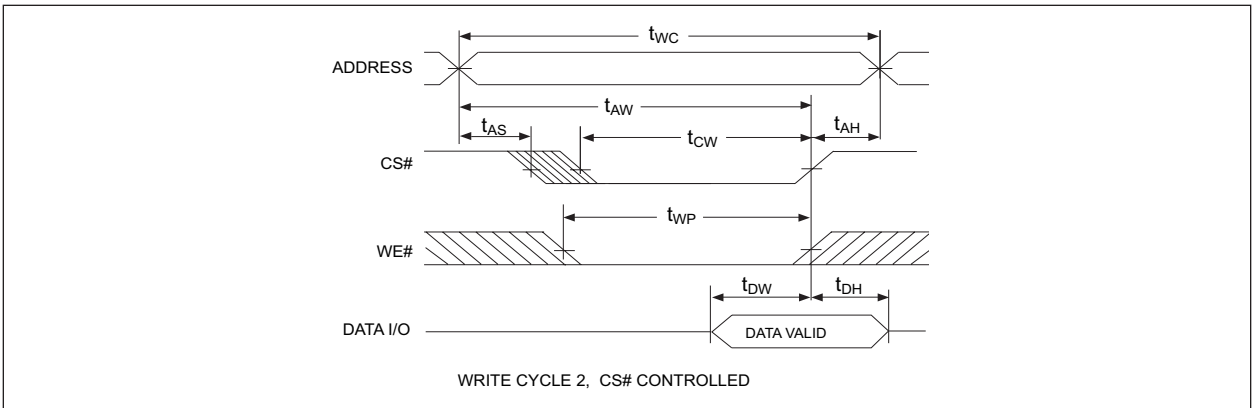 tWC
ADDRESS
tAW
tAS
tCW
tAH
CS#
tWP
WE#
tDW
tDH
DATA I/O
DATA VALID
WRITE CYCLE 2, CS# CONTROLLED